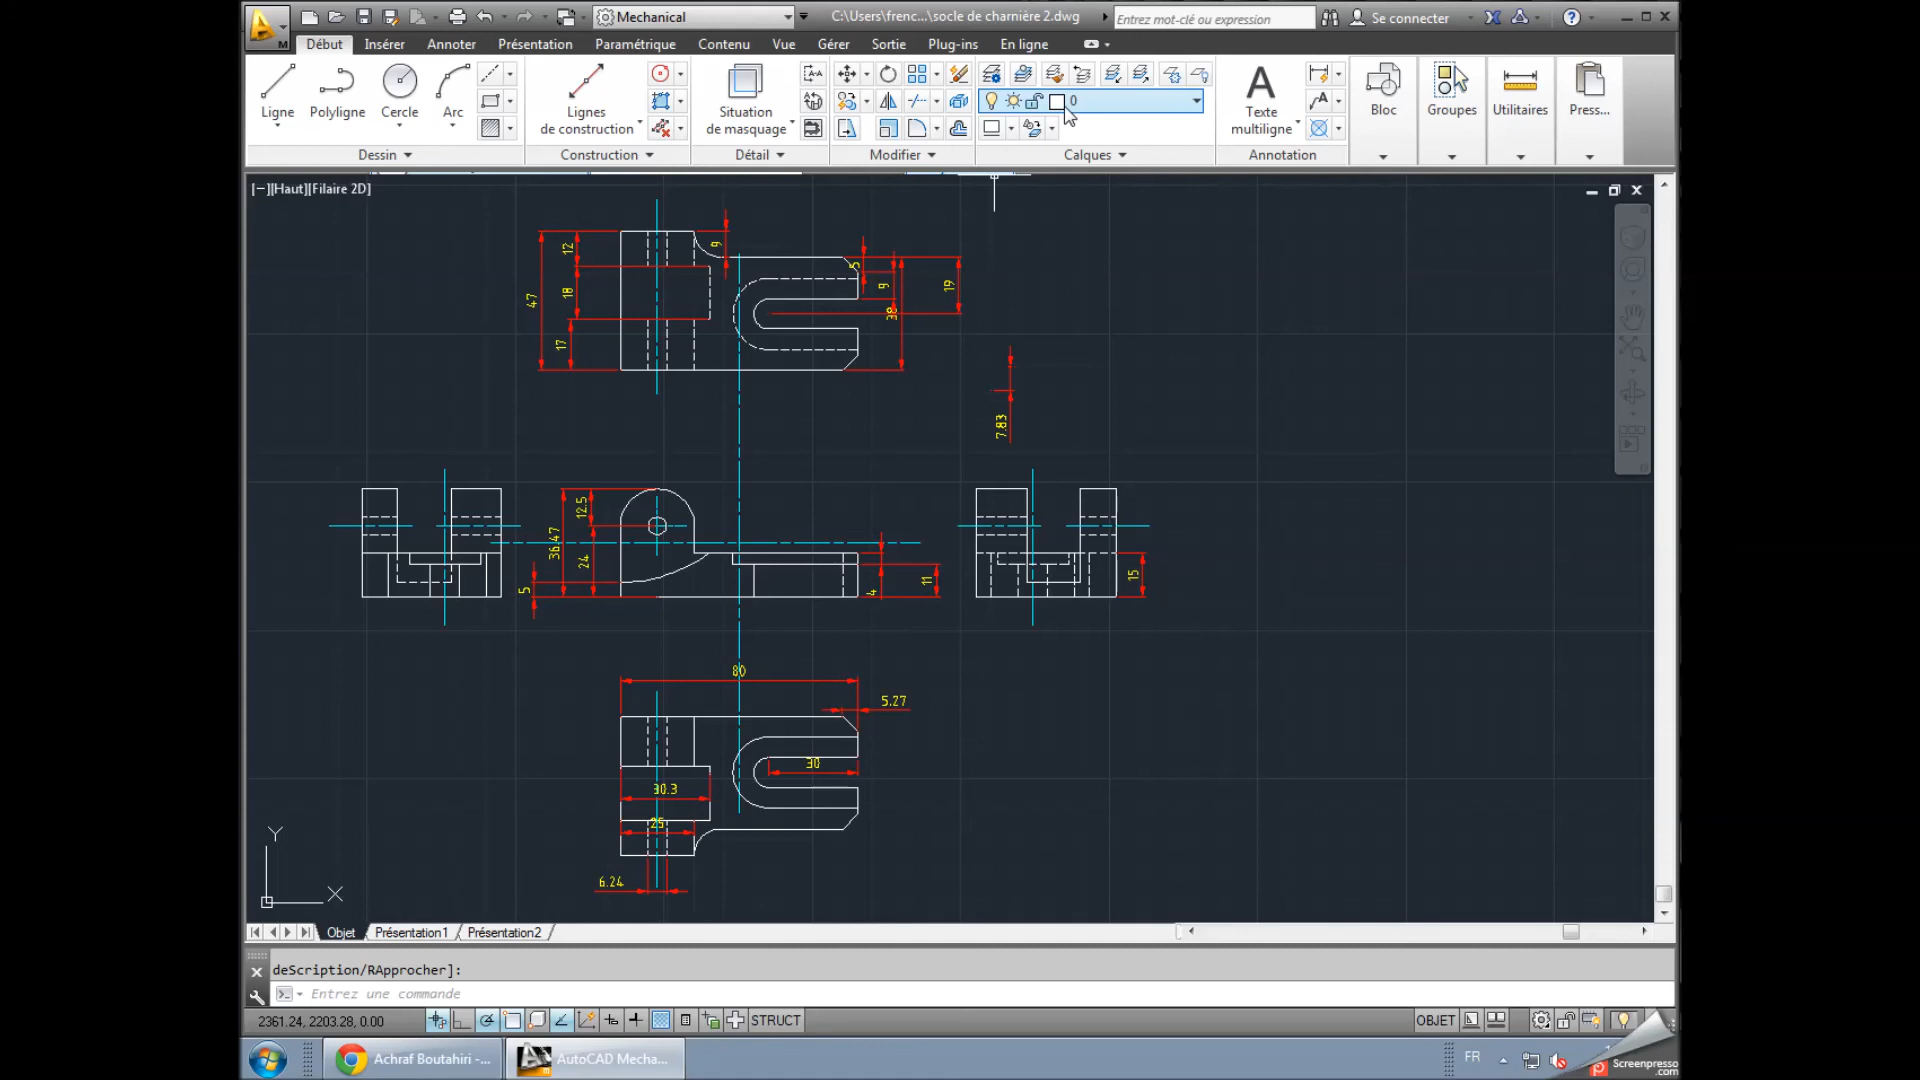 Mechanical
C:\Users\frenc...\socle de charnière 2.dwg
Entrez mot-clé ou expression
Se connecter
M
Début
Insérer
Annoter
Présentation
Paramétrique
Contenu
Vue
Gérer
Sortie
Plug-ins
En ligne
Ligne
Polyligne
Cercle
Arc
Lignes
de construction
Situation
de masquage
0
Texte
multiligne
Bloc
Groupes
Utilitaires
Press...
Dessin
Construction
Détail
Modifier
Calques
Annotation
[−][Haut][Filaire 2D]
12
9
47
18
17
5
9
38
19
7.83
12.5
36.47
24
5
4
11
15
80
5.27
30
30.3
25
6.24
Y
X
Objet
Présentation1
Présentation2
deScription/RApprocher]:
Entrez une commande
2361.24, 2203.28, 0.00
STRUCT
OBJET
Achraf Boutahiri -...
AutoCAD Mecha...
FR
Screenpresso
.com